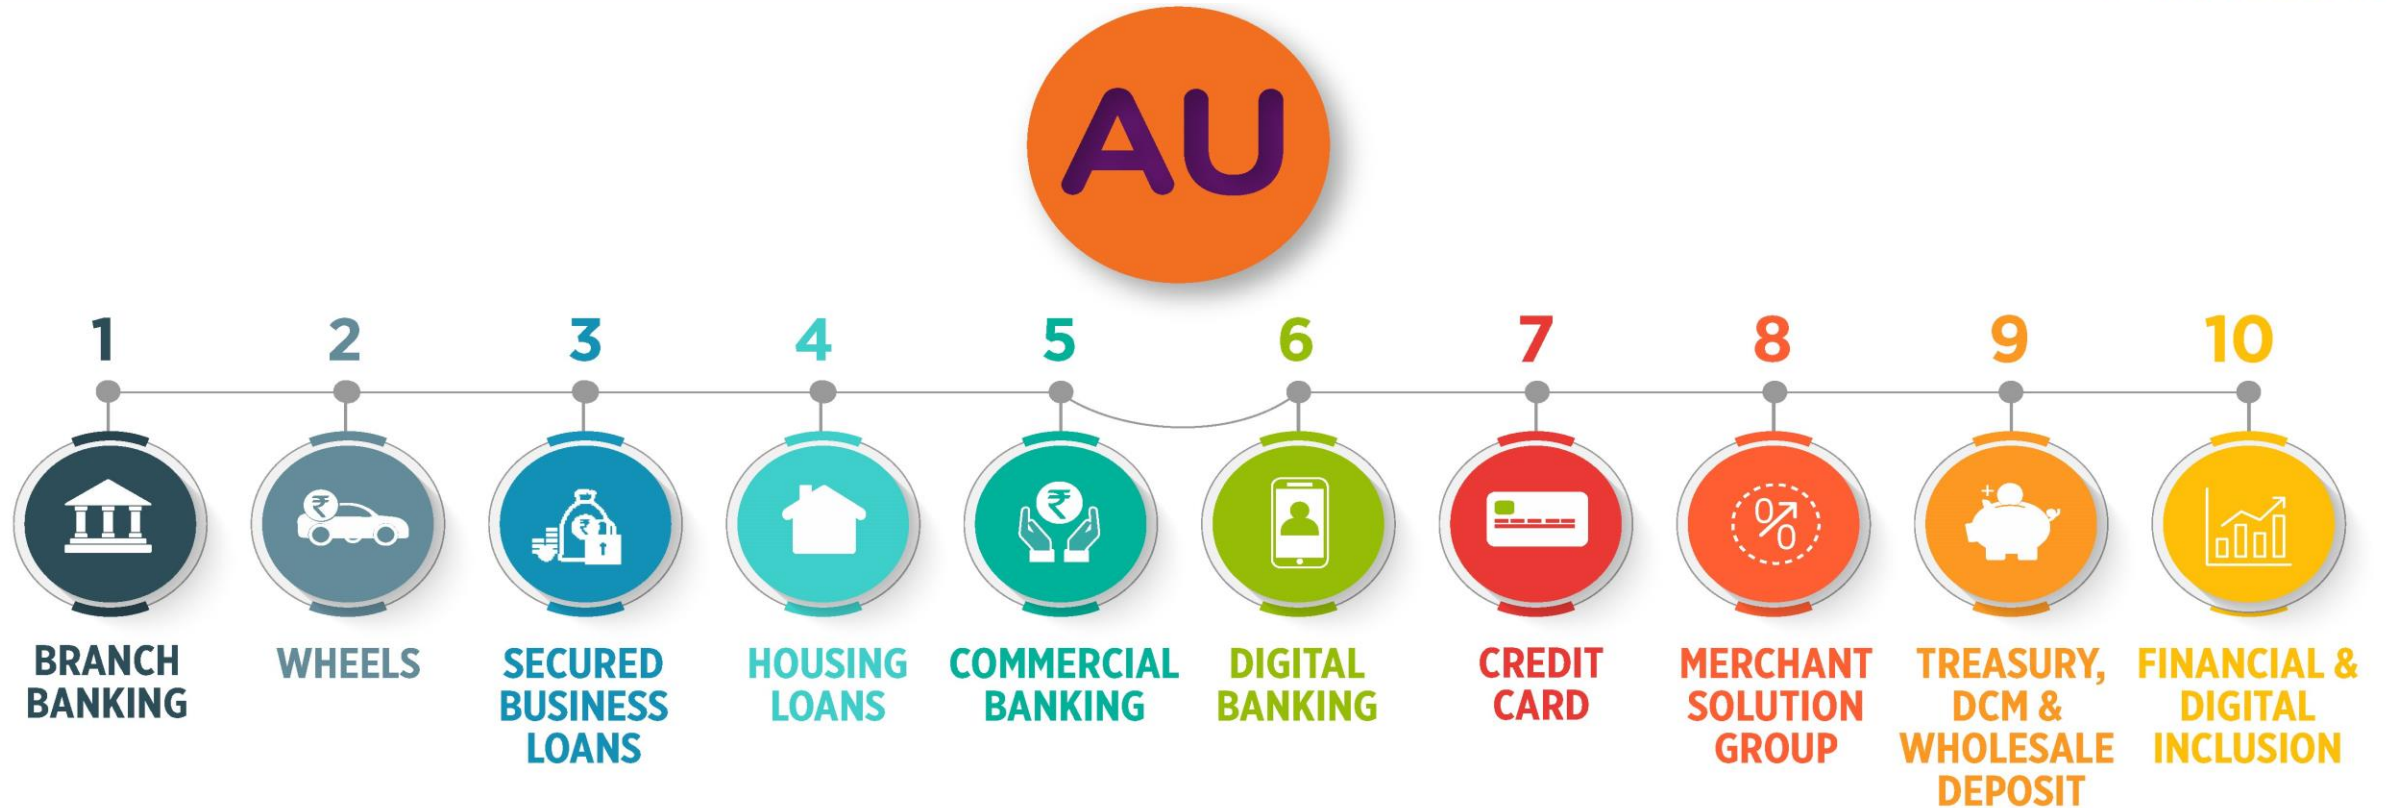 AU
1
2
3
4
5
6
7
8
9
10
BRANCH
BANKING
WHEELS
SECURED
BUSINESS
LOANS
HOUSING
LOANS
COMMERCIAL
BANKING
DIGITAL
BANKING
CREDIT
CARD
MERCHANT
SOLUTION
GROUP
TREASURY,
DCM &
WHOLESALE
DEPOSIT
FINANCIAL &
DIGITAL
INCLUSION